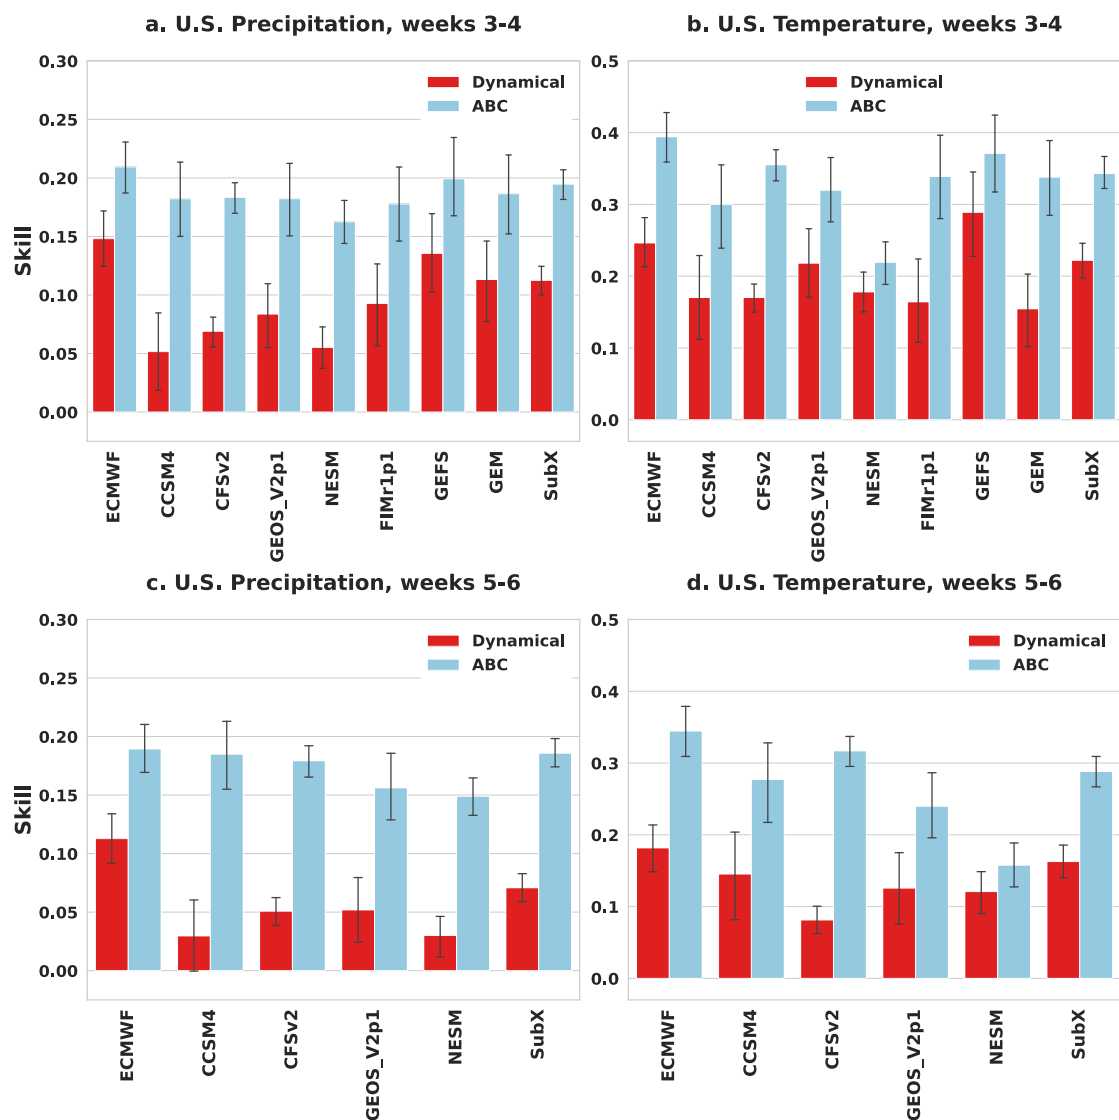 a. U.S. Precipitation, weeks 3-4
Skill
0.30
0.25
0.20
0.15
0.10
0.05
0.00
Dynamical
ABC
ECMWF
CCSM4
CFSv2
GEOS_V2p1
NESM
FIMr1p1
GEFS
GEM
SubX
b. U.S. Temperature, weeks 3-4
0.5
0.4
0.3
0.2
0.1
0.0
Dynamical
ABC
ECMWF
CCSM4
CFSv2
GEOS_V2p1
NESM
FIMr1p1
GEFS
GEM
SubX
c. U.S. Precipitation, weeks 5-6
Skill
0.30
0.25
0.20
0.15
0.10
0.05
0.00
Dynamical
ABC
ECMWF
CCSM4
CFSv2
GEOS_V2p1
NESM
SubX
d. U.S. Temperature, weeks 5-6
0.5
0.4
0.3
0.2
0.1
0.0
Dynamical
ABC
ECMWF
CCSM4
CFSv2
GEOS_V2p1
NESM
SubX